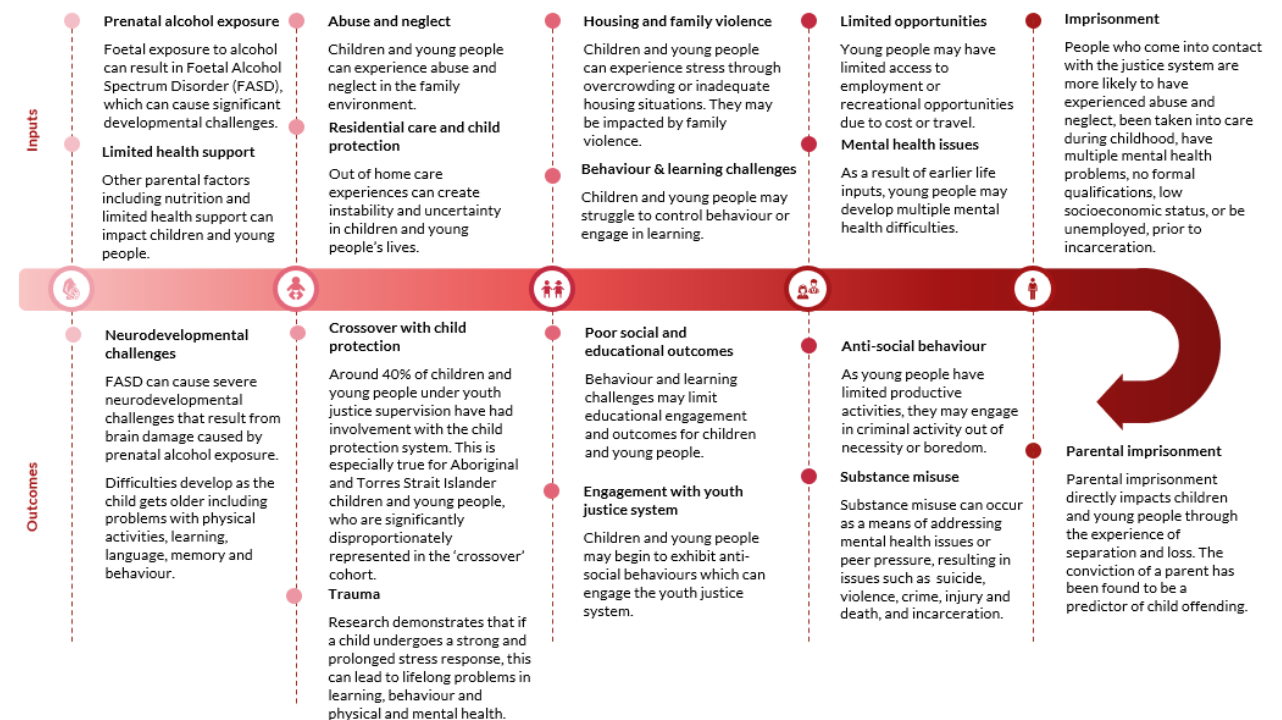 Inputs
Prenatal alcohol exposure
Foetal exposure to alcohol
can result in Foetal Alcohol
Spectrum Disorder (FASD),
which can cause significant
developmental challenges.
Limited health support
Other parental factors
including nutrition and
limited health support can
impact children and young
people.
Abuse and neglect
Children and young people
can experience abuse and
neglect in the family
environment.
Residential care and child
protection
Out of home care
experiences can create
instability and uncertainty
in children and young
people's lives.
Housing and family violence
Children and young people
can experience stress through
overcrowding or inadequate
housing situations. They may
be impacted by family
violence.
Behaviour & learning challenges
Children and young people may
struggle to control behaviour or
engage in learning.
Limited opportunities
Young people may have
limited access to
employment or
recreational opportunities
due to cost or travel.
Mental health issues
As a result of earlier life
inputs, young people may
develop multiple mental
health difficulties.
Imprisonment
People who come into contact
with the justice system are
more likely to have
experienced abuse and
neglect, been taken into care
during childhood, have
multiple mental health
problems, no formal
qualifications, low
socioeconomic status, or be
unemployed, prior to
incarceration.
Outcomes
Neurodevelopmental
challenges
FASD can cause severe
neurodevelopmental
challenges that result from
brain damage caused by
prenatal alcohol exposure.
Difficulties develop as the
child gets older including
problems with physical
activities, learning,
language, memory and
behaviour.
Crossover with child
protection
Around 40% of children and
young people under youth
justice supervision have had
involvement with the child
protection system. This is
especially true for Aboriginal
and Torres Strait Islander
children and young people,
who are significantly
disproportionately
represented in the 'crossover'
cohort.
Trauma
Research demonstrates that if
a child undergoes a strong and
prolonged stress response, this
can lead to lifelong problems in
learning, behaviour and
physical and mental health.
Poor social and
educational outcomes
Behaviour and learning
challenges may limit
educational engagement
and outcomes for children
and young people.
Engagement with youth
justice system
Children and young people
may begin to exhibit anti-
social behaviours which can
engage the youth justice
system.
Anti-social behaviour
As young people have
limited productive
activities, they may engage
in criminal activity out of
necessity or boredom.
Substance misuse
Substance misuse can occur
as a means of addressing
mental health issues or
peer pressure, resulting in
issues such as suicide,
violence, crime, injury and
death, and incarceration.
Parental imprisonment
Parental imprisonment
directly impacts children
and young people through
the experience of
separation and loss. The
conviction of a parent has
been found to be a
predictor of child offending.